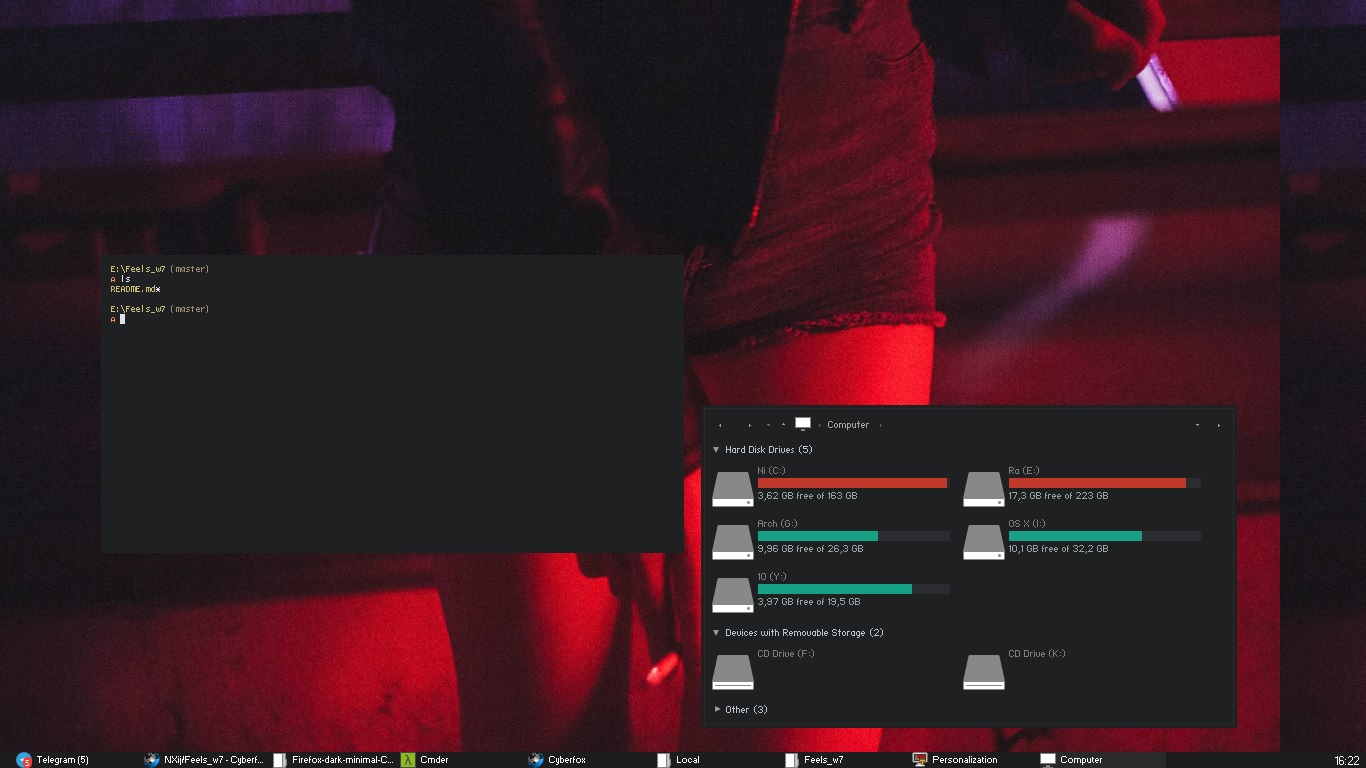 E:\Feels_w7 (master)
λ ls
README.md*
E:\Feels_w7 (master)
λ
Computer
Hard Disk Drives (5)
Ni (C:)
3,62 GB free of 163 GB
Ra (E:)
17,3 GB free of 223 GB
Arch (G:)
9,96 GB free of 26,3 GB
OS X (I:)
10,1 GB free of 32,2 GB
10 (Y:)
3,97 GB free of 19,5 GB
Devices with Removable Storage (2)
CD Drive (F:)
CD Drive (K:)
Other (3)
5 Telegram (5)
NXij/Feels_w7 - Cyberf...
Firefox-dark-minimal-C...
λ Cmder
Cyberfox
Local
Feels_w7
Personalization
Computer
16:22